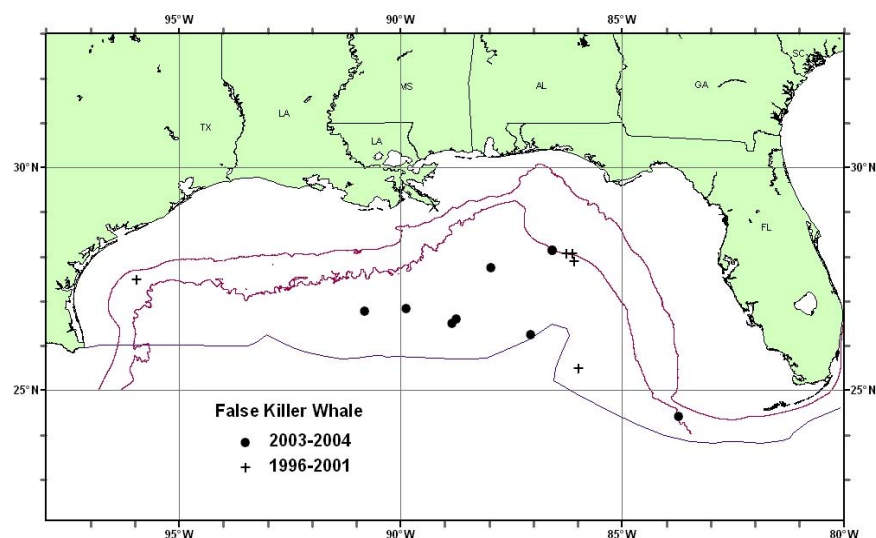 95°W 90°W 85°W
SC
MS AL GA
LA
TX
LA
30°N 30°N
FL
25°N 25°N
False Killer Whale
2003-2004
1996-2001
95°W 90°W 85°W 80°W